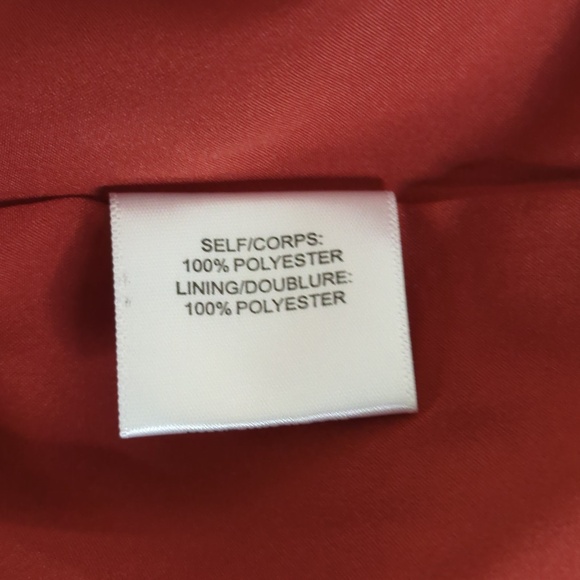 SELF/CORPS:
100% POLYESTER
LINING/DOUBLURE:
100% POLYESTER